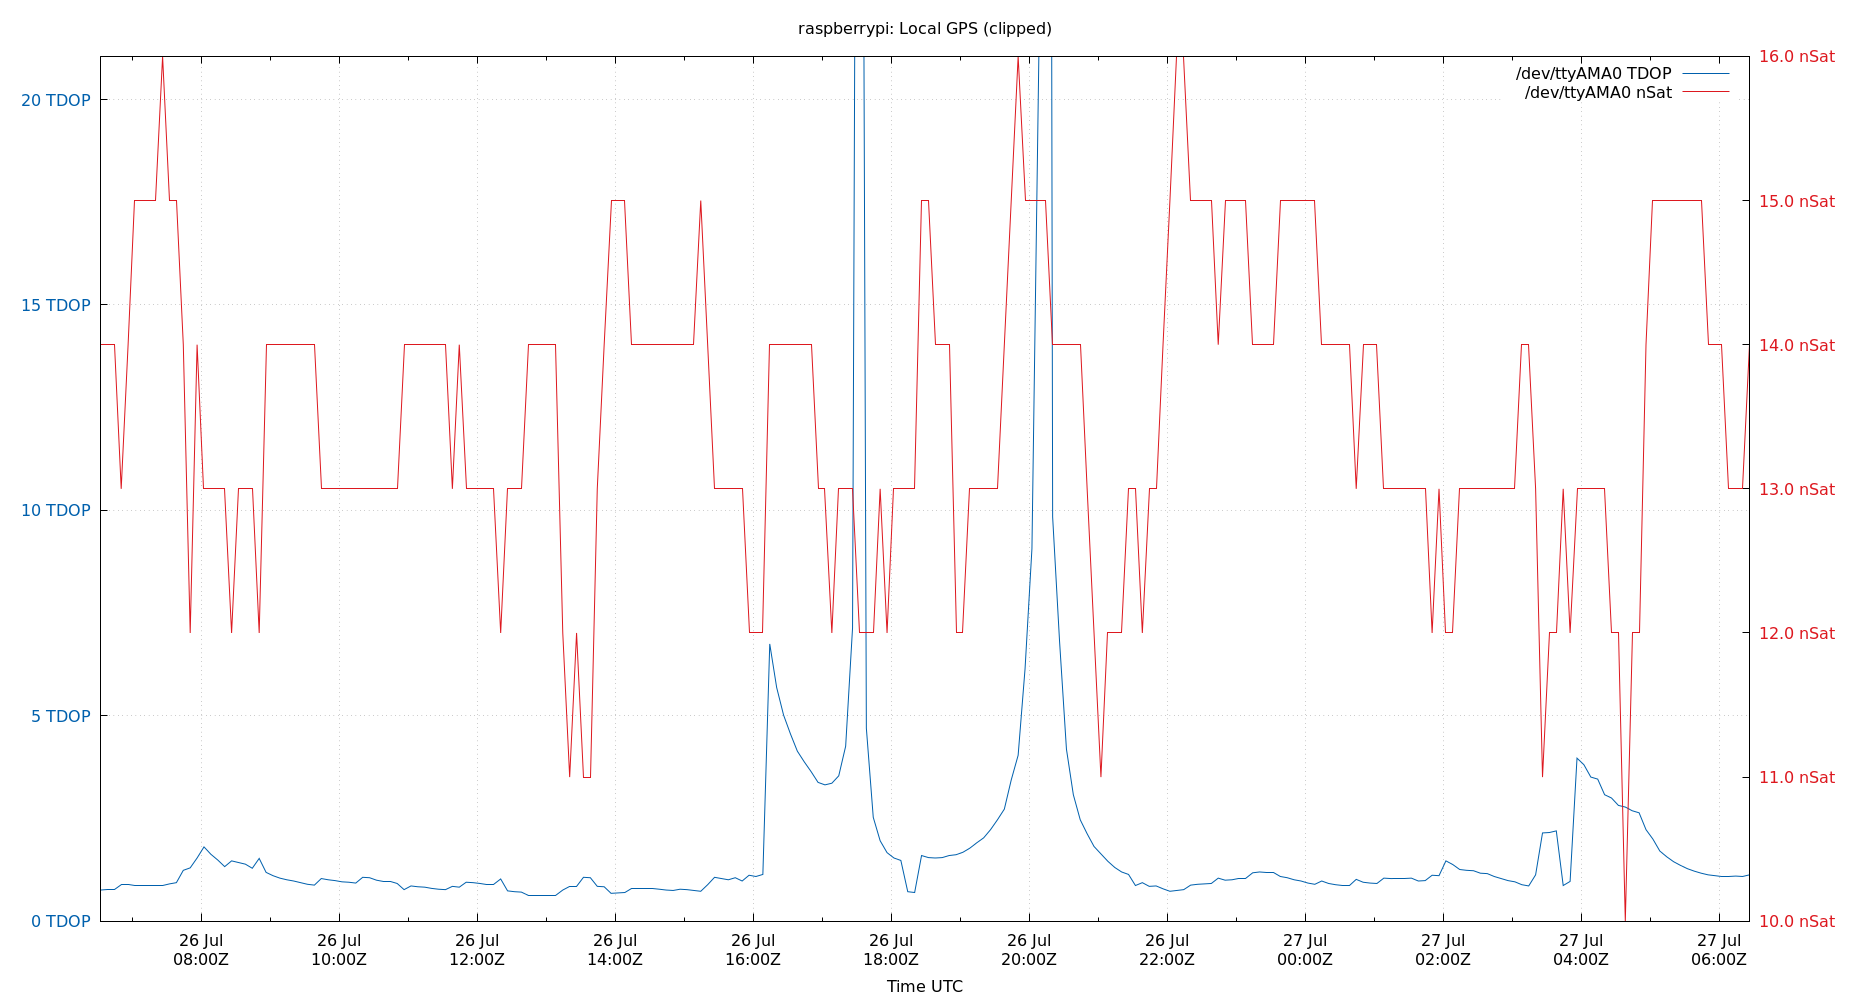 raspberrypi: Local GPS (clipped)
/dev/ttyAMA0 TDOP
/dev/ttyAMA0 nSat
20 TDOP
15 TDOP
10 TDOP
5 TDOP
0 TDOP
16.0 nSat
15.0 nSat
14.0 nSat
13.0 nSat
12.0 nSat
11.0 nSat
10.0 nSat
26 Jul
08:00Z
26 Jul
10:00Z
26 Jul
12:00Z
26 Jul
14:00Z
26 Jul
16:00Z
26 Jul
18:00Z
26 Jul
20:00Z
26 Jul
22:00Z
27 Jul
00:00Z
27 Jul
02:00Z
27 Jul
04:00Z
27 Jul
06:00Z
Time UTC